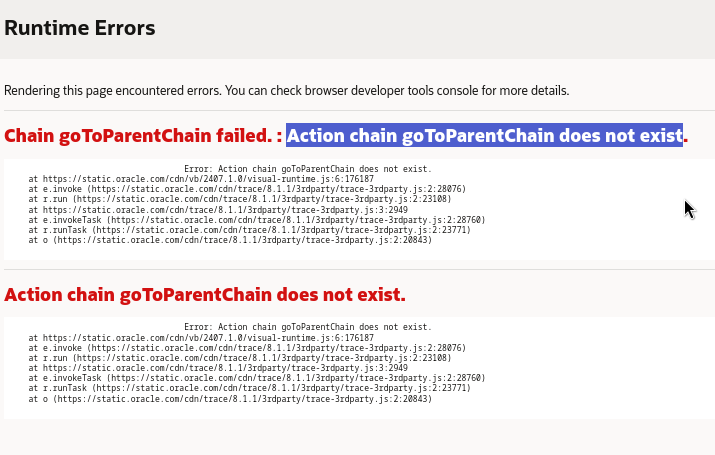 Runtime Errors
Rendering this page encountered errors. You can check browser developer tools console for more details.
Chain goToParentChain failed. : Action chain goToParentChain does not exist.
Error: Action chain goToParentChain does not exist.
at https://static.oracle.com/cdn/vb/2407.1.0/visual-runtime.js:6:176187
at e.invoke (https://static.oracle.com/cdn/trace/8.1.1/3rdparty/trace-3rdparty.js:2:28076)
at r.run (https://static.oracle.com/cdn/trace/8.1.1/3rdparty/trace-3rdparty.js:2:23108)
at https://static.oracle.com/cdn/trace/8.1.1/3rdparty/trace-3rdparty.js:3:2949
at e.invokeTask (https://static.oracle.com/cdn/trace/8.1.1/3rdparty/trace-3rdparty.js:2:28760)
at r.runTask (https://static.oracle.com/cdn/trace/8.1.1/3rdparty/trace-3rdparty.js:2:23771)
at o (https://static.oracle.com/cdn/trace/8.1.1/3rdparty/trace-3rdparty.js:2:20843)
Action chain goToParentChain does not exist.
Error: Action chain goToParentChain does not exist.
at https://static.oracle.com/cdn/vb/2407.1.0/visual-runtime.js:6:176187
at e.invoke (https://static.oracle.com/cdn/trace/8.1.1/3rdparty/trace-3rdparty.js:2:28076)
at r.run (https://static.oracle.com/cdn/trace/8.1.1/3rdparty/trace-3rdparty.js:2:23108)
at https://static.oracle.com/cdn/trace/8.1.1/3rdparty/trace-3rdparty.js:3:2949
at e.invokeTask (https://static.oracle.com/cdn/trace/8.1.1/3rdparty/trace-3rdparty.js:2:28760)
at r.runTask (https://static.oracle.com/cdn/trace/8.1.1/3rdparty/trace-3rdparty.js:2:23771)
at o (https://static.oracle.com/cdn/trace/8.1.1/3rdparty/trace-3rdparty.js:2:20843)